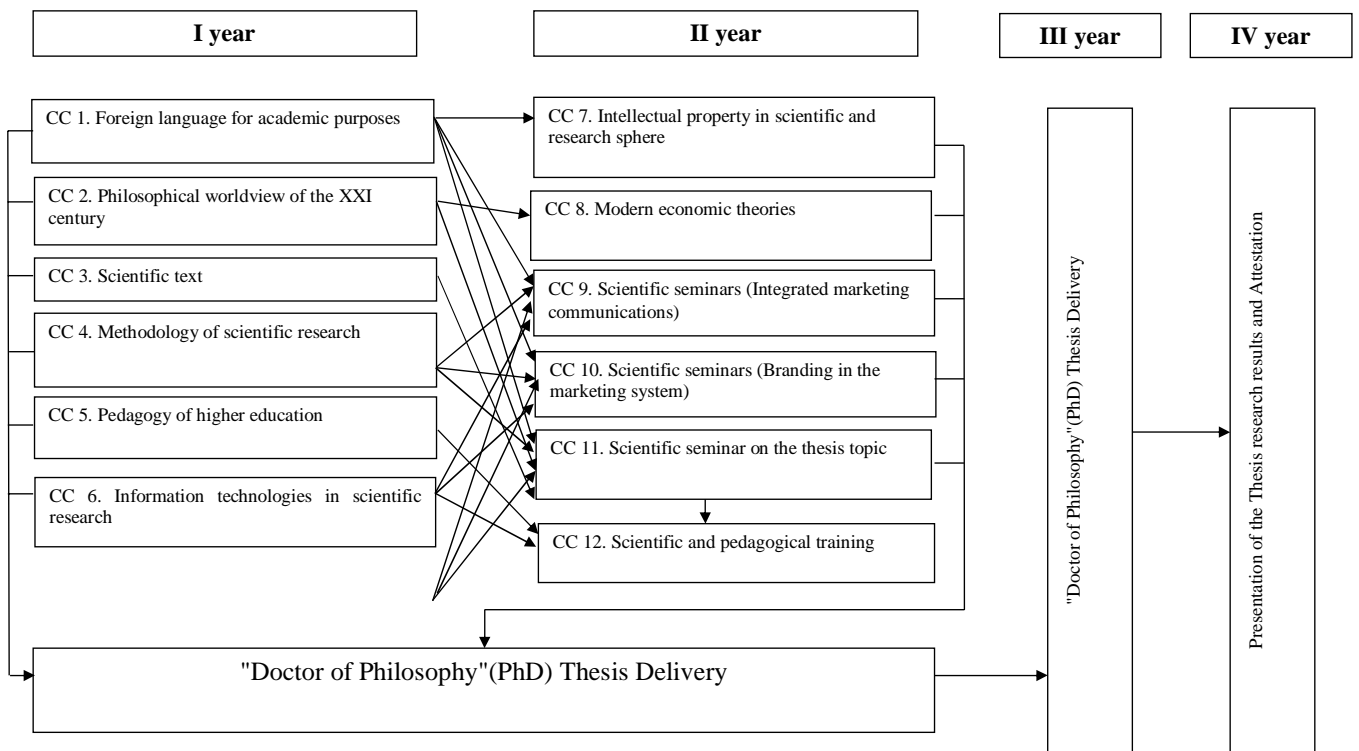 I year
II year
III year
IV year
CC 1. Foreign language for academic purposes
CC 2. Philosophical worldview of the XXI
century
CC 3. Scientific text
CC 4. Methodology of scientific research
CC 5. Pedagogy of higher education
CC 6. Information technologies in scientific
research
CC 7. Intellectual property in scientific and
research sphere
CC 8. Modern economic theories
CC 9. Scientific seminars (Integrated marketing
communications)
CC 10. Scientific seminars (Branding in the
marketing system)
CC 11. Scientific seminar on the thesis topic
CC 12. Scientific and pedagogical training
"Doctor of Philosophy"(PhD) Thesis Delivery
"Doctor of Philosophy"(PhD) Thesis Delivery
Presentation of the Thesis research results and Attestation